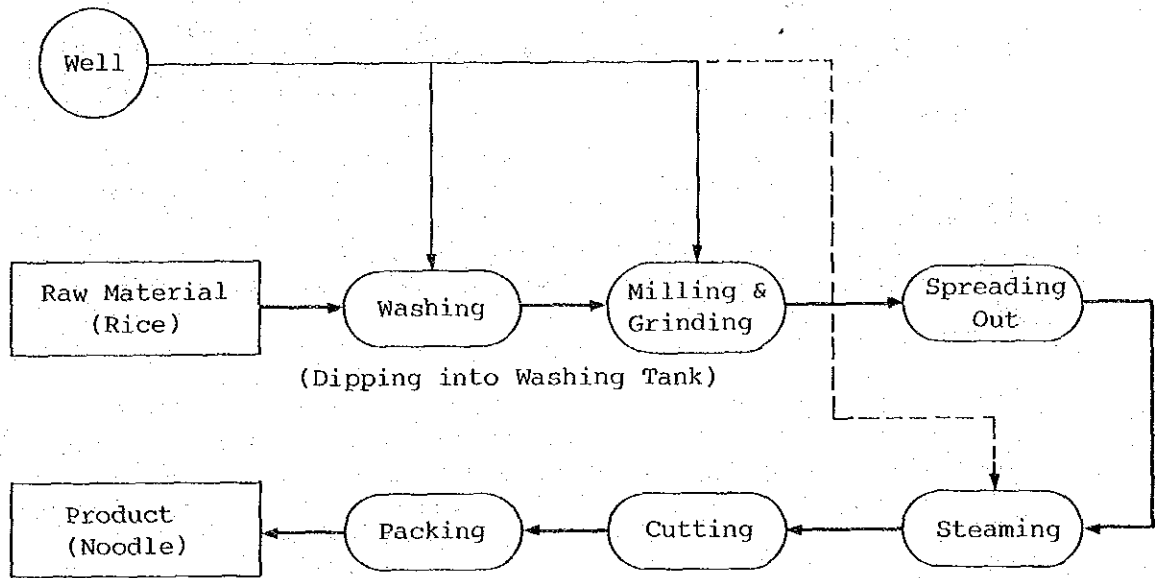 Well
Raw Material
(Rice)
Washing
Milling &
Grinding
Spreading
Out
(Dipping into Washing Tank)
Product
(Noodle)
Packing
Cutting
Steaming